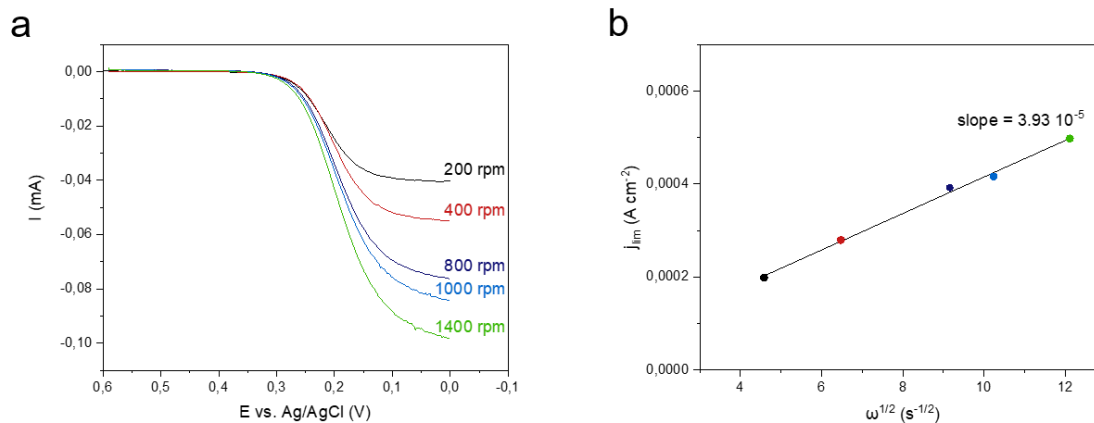 a
0,00
-0,02
-0,04
-0,06
-0,08
-0,10
I (mA)
200 rpm
400 rpm
800 rpm
1000 rpm
1400 rpm
0,6 0,5 0,4 0,3 0,2 0,1 0,0 -0,1
E vs. Ag/AgCl (V)
b
0,0006
0,0004
0,0002
0,0000
j_lim (A cm⁻²)
slope = 3.93 10⁻⁵
4 6 8 10 12
ω^1/2 (s^-1/2)